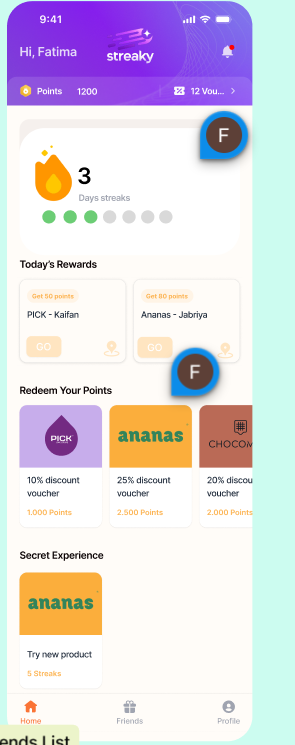 9:41
Hi, Fatima
streaky
Points 1200
12 Vou...
F
3
Days streaks
Today's Rewards
Get 50 points
PICK - Kaifan
GO
Get 80 points
Ananas - Jabriya
GO
F
Redeem Your Points
PICK
10% discount
voucher
1.000 Points
ananas
25% discount
voucher
2.500 Points
CHOCOM
20% discou
voucher
2,000 Points
Secret Experience
ananas
Try new product
5 Streaks
Home
Friends
Profile
ends List